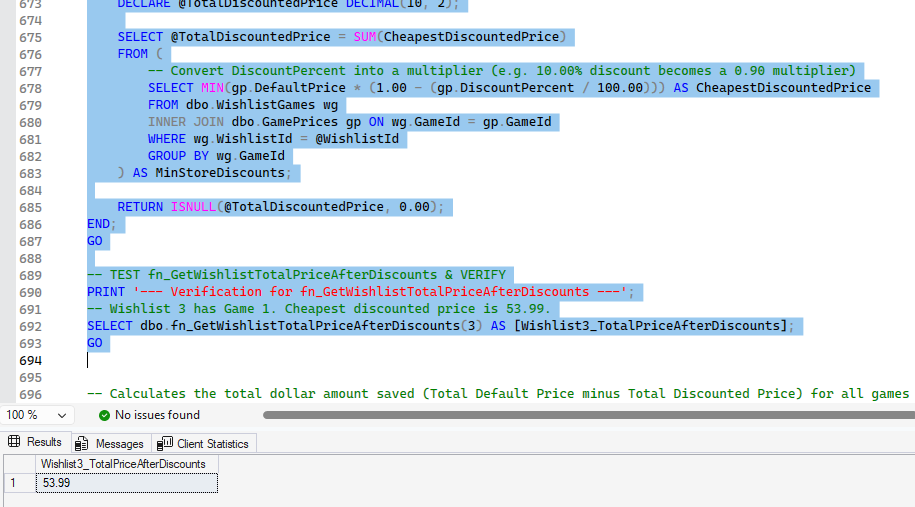 673 DECLARE @TotalDiscountedPrice DECIMAL(10, 2);
674
675 SELECT @TotalDiscountedPrice = SUM(CheapestDiscountedPrice)
676 FROM (
677 -- Convert DiscountPercent into a multiplier (e.g. 10.00% discount becomes a 0.90 multiplier)
678 SELECT MIN(gp.DefaultPrice * (1.00 - (gp.DiscountPercent / 100.00))) AS CheapestDiscountedPrice
679 FROM dbo.WishlistGames wg
680 INNER JOIN dbo.GamePrices gp ON wg.GameId = gp.GameId
681 WHERE wg.WishlistId = @WishlistId
682 GROUP BY wg.GameId
683 ) AS MinStoreDiscounts;
684
685 RETURN ISNULL(@TotalDiscountedPrice, 0.00);
686 END;
687 GO
688
689 -- TEST fn_GetWishlistTotalPriceAfterDiscounts & VERIFY
690 PRINT '--- Verification for fn_GetWishlistTotalPriceAfterDiscounts ---';
691 -- Wishlist 3 has Game 1. Cheapest discounted price is 53.99.
692 SELECT dbo.fn_GetWishlistTotalPriceAfterDiscounts(3) AS [Wishlist3_TotalPriceAfterDiscounts];
693 GO
694
695
696 -- Calculates the total dollar amount saved (Total Default Price minus Total Discounted Price) for all games
100 % No issues found
Results Messages Client Statistics
Wishlist3_TotalPriceAfterDiscounts
1 53.99